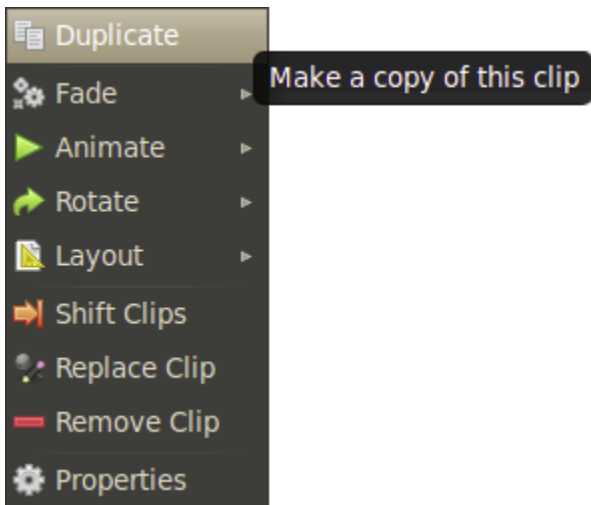 Duplicate
Make a copy of this clip
Fade
Animate
Rotate
Layout
Shift Clips
Replace Clip
Remove Clip
Properties